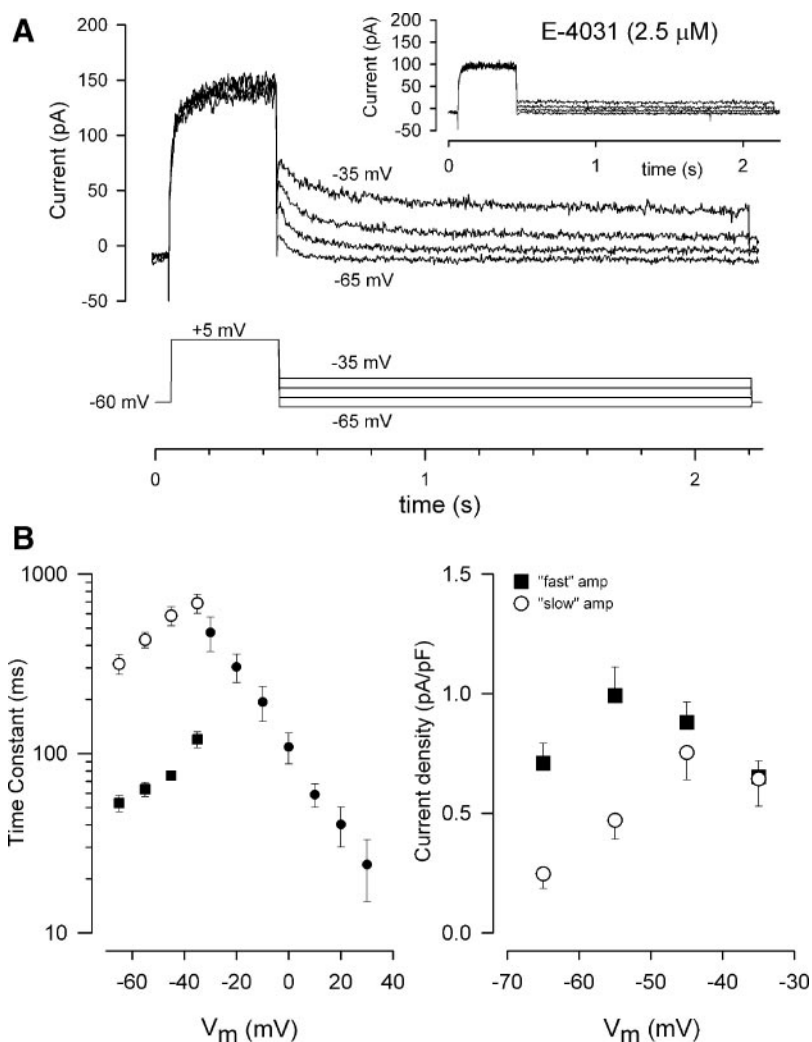 A
E-4031 (2.5 μM)
Current (pA)
200
150
100
50
0
-50
0
1
2
time (s)
Current (pA)
200
150
100
50
0
-50
-35 mV
-65 mV
+5 mV
-60 mV
-35 mV
-65 mV
0
1
2
time (s)
B
Time Constant (ms)
1000
100
10
-60
-40
-20
0
20
40
Vm (mV)
Current density (pA/pF)
1.5
1.0
0.5
0.0
"fast" amp
"slow" amp
-70
-60
-50
-40
-30
Vm (mV)